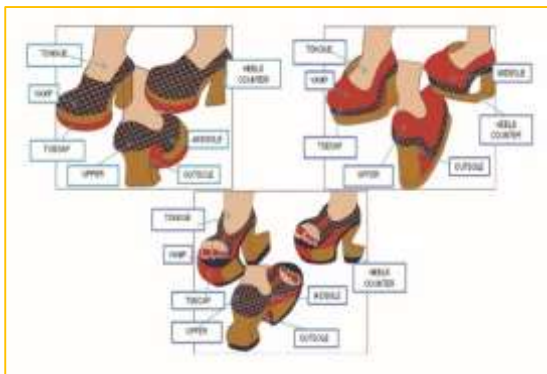 TONGUE
VAMP
TOECAP
UPPER
OUTSOLE
MIDSOLE
HEELS
COUNTER
TONGUE
VAMP
TOECAP
UPPER
OUTSOLE
HEELS
COUNTER
MIDSOLE
TONGUE
VAMP
TOECAP
UPPER
OUTSOLE
MIDSOLE
HEELS
COUNTER